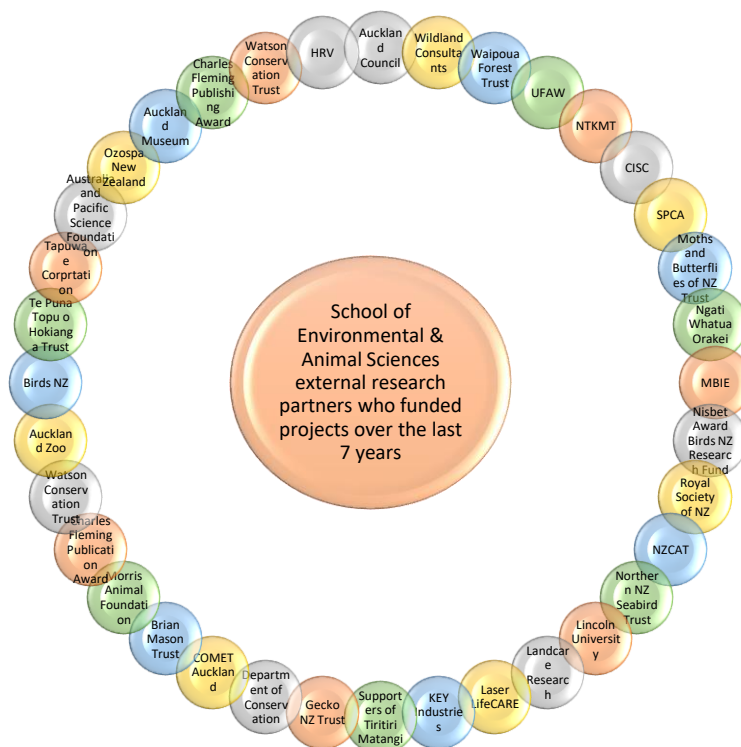 School of
Environmental &
Animal Sciences
external research
partners who funded
projects over the last
7 years
Aucklan
d
Council
Wildland
Consulta
nts
Waipoua
Forest
Trust
UFAW
NTKMT
CISC
SPCA
Moths
and
Butterfli
es of NZ
Trust
Ngati
Whatua
Orakei
MBIE
Nisbet
Award
Birds NZ
Researc
h Fund
Royal
Society
of NZ
NZCAT
Norther
n NZ
Seabird
Trust
Lincoln
Universit
y
Landcar
e
Researc
h
Laser
LifeCARE
KEY
Industrie
s
Support
ers of
Tiritiri
Matangi
Gecko
NZ Trust
Departm
ent of
Conserv
ation
COMET
Aucklan
d
Brian
Mason
Trust
Morris
Animal
Foundati
on
Charles
Fleming
Publicati
on
Award
Watson
Conserv
ation
Trust
Aucklan
d Zoo
Birds NZ
Te Puna
Topu o
Hokiang
a Trust
Tapuwa
e
Corprtati
on
Australia
and
Pacific
Science
Foundati
on
Ozospa
New
Zealand
Aucklan
d
Museum
Charles
Fleming
Publishi
ng
Award
Watson
Conserv
ation
Trust
HRV